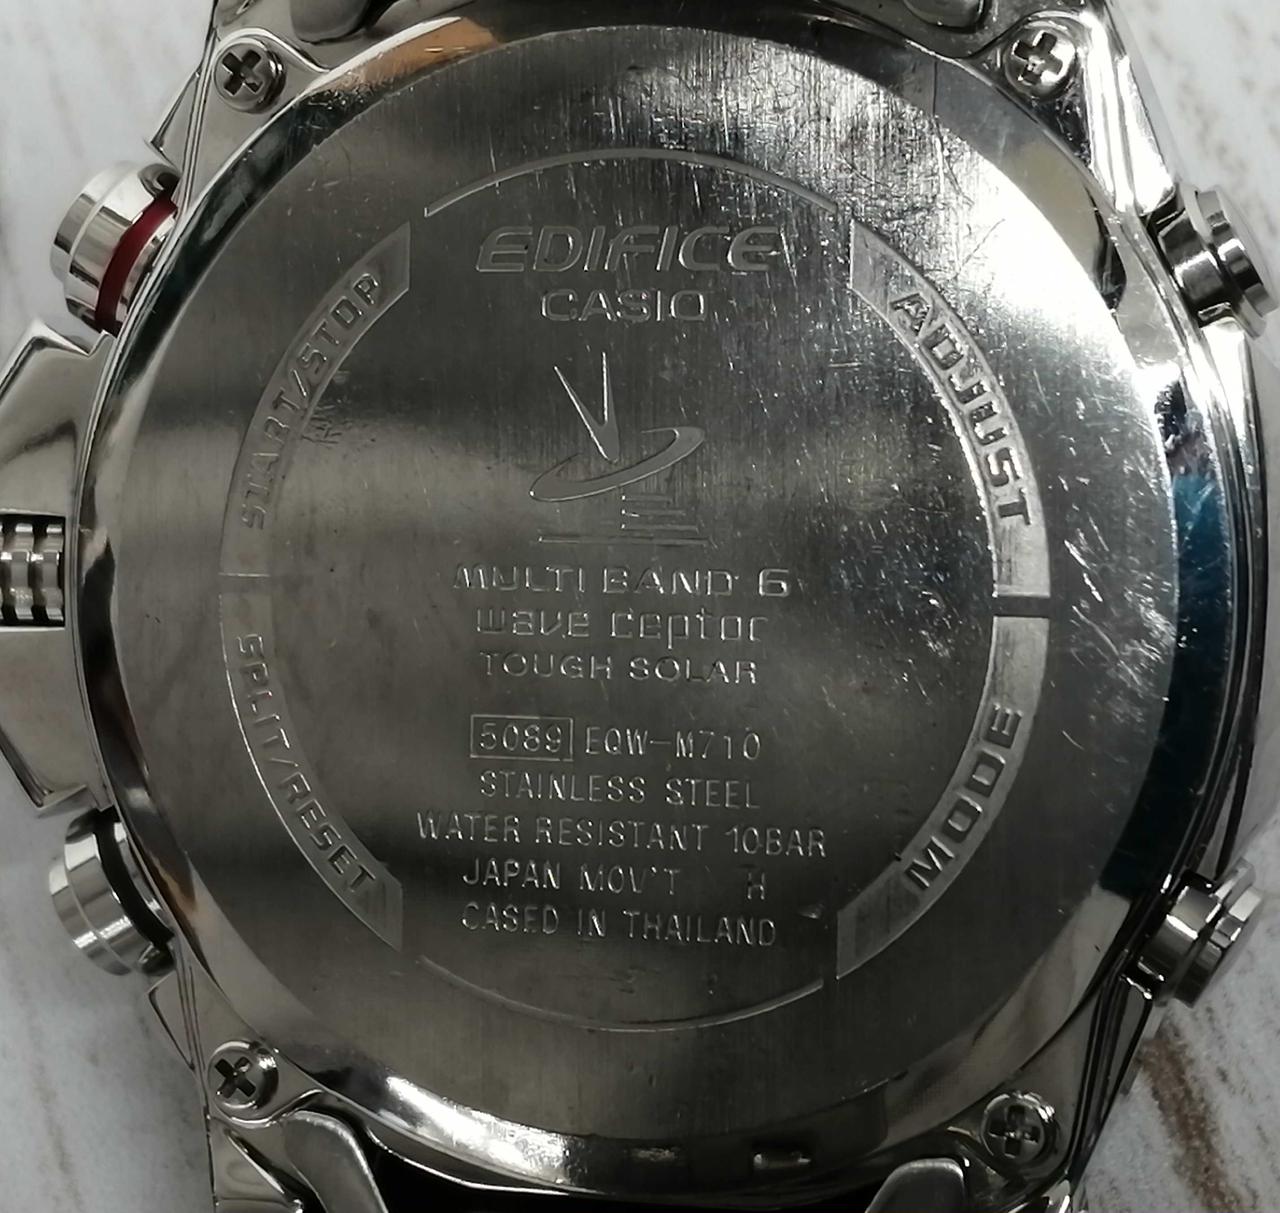 EDIFICE
CASIO
START/STOP
ADJUST
MULTI BAND 6
wave ceptor
TOUGH SOLAR
SPLIT/RESET
MODE
5089 EQW-M710
STAINLESS STEEL
WATER RESISTANT 10BAR
JAPAN MOV'T H
CASED IN THAILAND